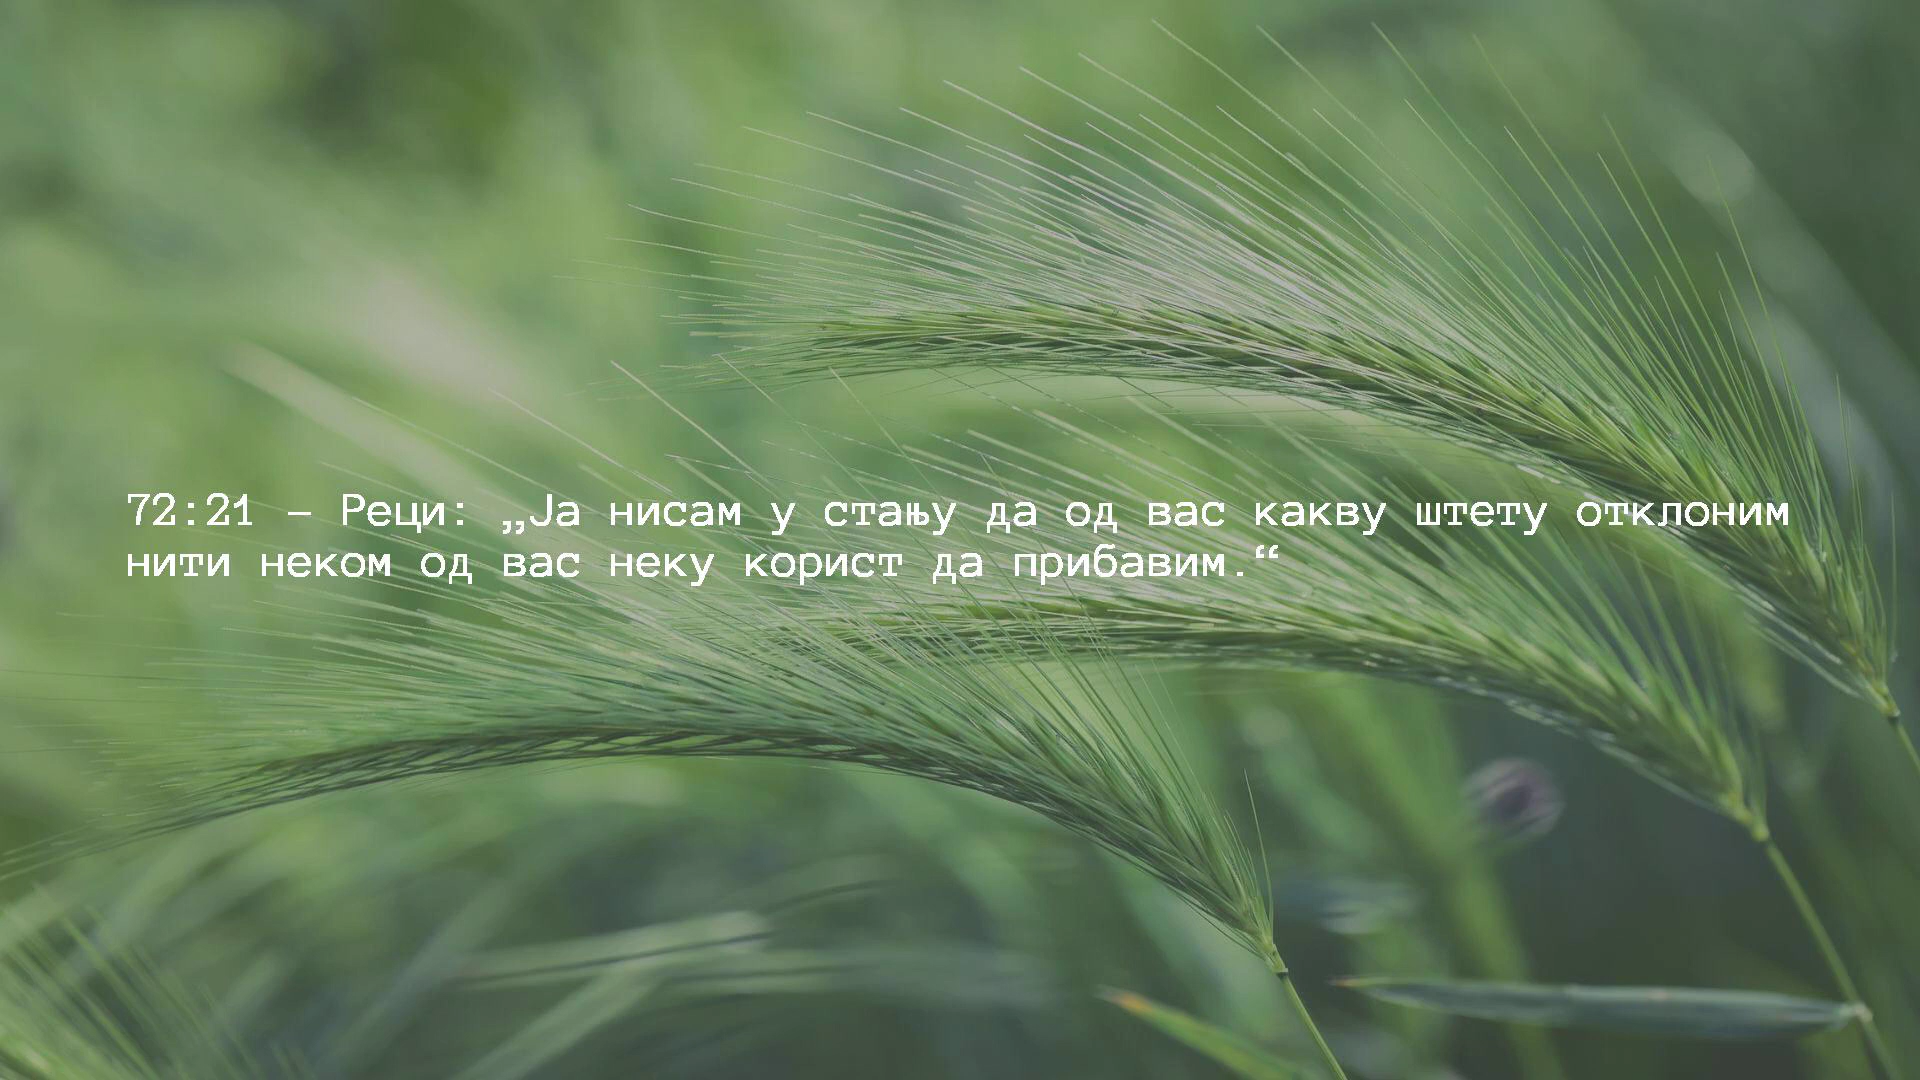 72:21 – Реци: „Ја нисам у стању да од вас какву штету отклоним
нити неком од вас неку корист да прибавим.“